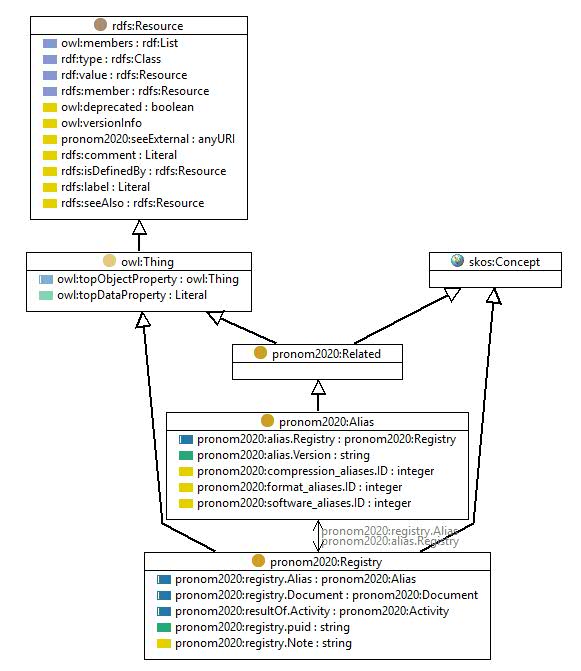 rdfs:Resource
owl:members : rdf:List
rdf:type : rdfs:Class
rdf:value : rdfs:Resource
rdfs:member : rdfs:Resource
owl:deprecated : boolean
owl:versionInfo
pronom2020:seeExternal : anyURI
rdfs:comment : Literal
rdfs:isDefinedBy : rdfs:Resource
rdfs:label : Literal
rdfs:seeAlso : rdfs:Resource
owl:Thing
owl:topObjectProperty : owl:Thing
owl:topDataProperty : Literal
skos:Concept
pronom2020:Related
pronom2020:Alias
pronom2020:alias.Registry : pronom2020:Registry
pronom2020:alias.Version : string
pronom2020:compression_aliases.ID : integer
pronom2020:format_aliases.ID : integer
pronom2020:software_aliases.ID : integer
pronom2020:registry.Alias
pronom2020:alias.Registry
pronom2020:Registry
pronom2020:registry.Alias : pronom2020:Alias
pronom2020:registry.Document : pronom2020:Document
pronom2020:resultOf.Activity : pronom2020:Activity
pronom2020:registry.puid : string
pronom2020:registry.Note : string